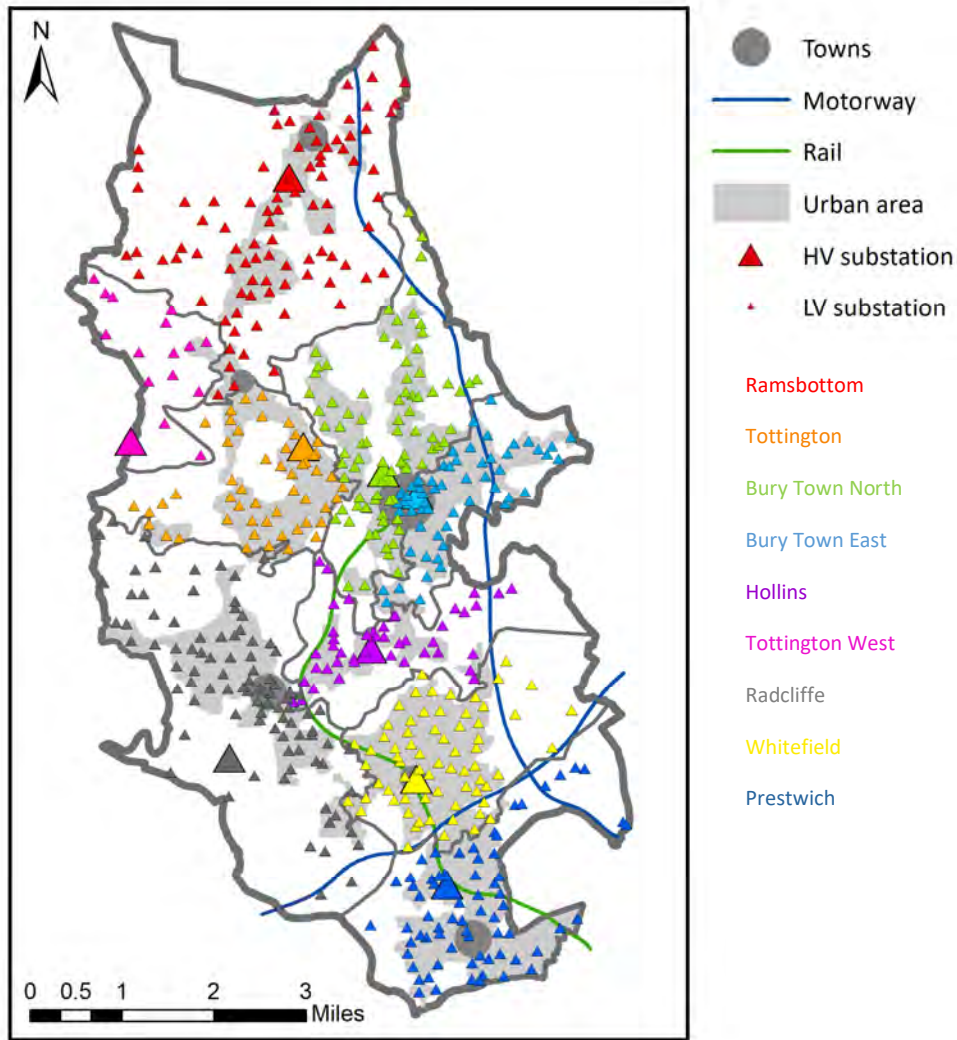 N
Towns
Motorway
Rail
Urban area
HV substation
LV substation
Ramsbottom
Tottington
Bury Town North
Bury Town East
Hollins
Tottington West
Radcliffe
Whitefield
Prestwich
0 0.5 1 2 3
Miles